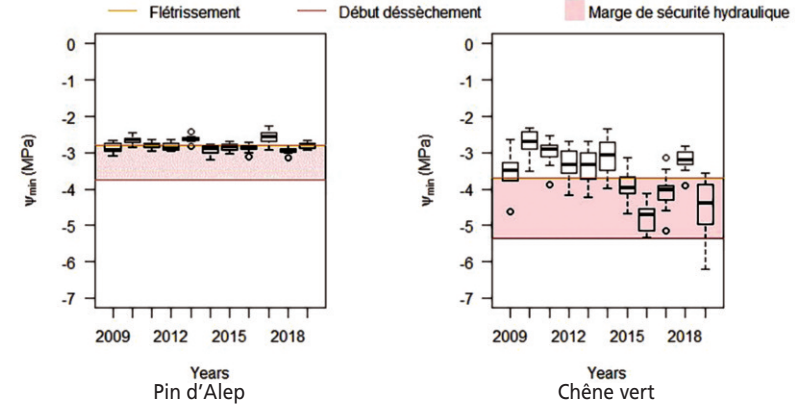 Flétrissement
Début déssèchement
Marge de sécurité hydraulique
0
-1
-2
-3
-4
-5
-6
-7
Ψmin (MPa)
2009 2012 2015 2018
Years
Pin d'Alep
0
-1
-2
-3
-4
-5
-6
-7
Ψmin (MPa)
2009 2012 2015 2018
Years
Chêne vert